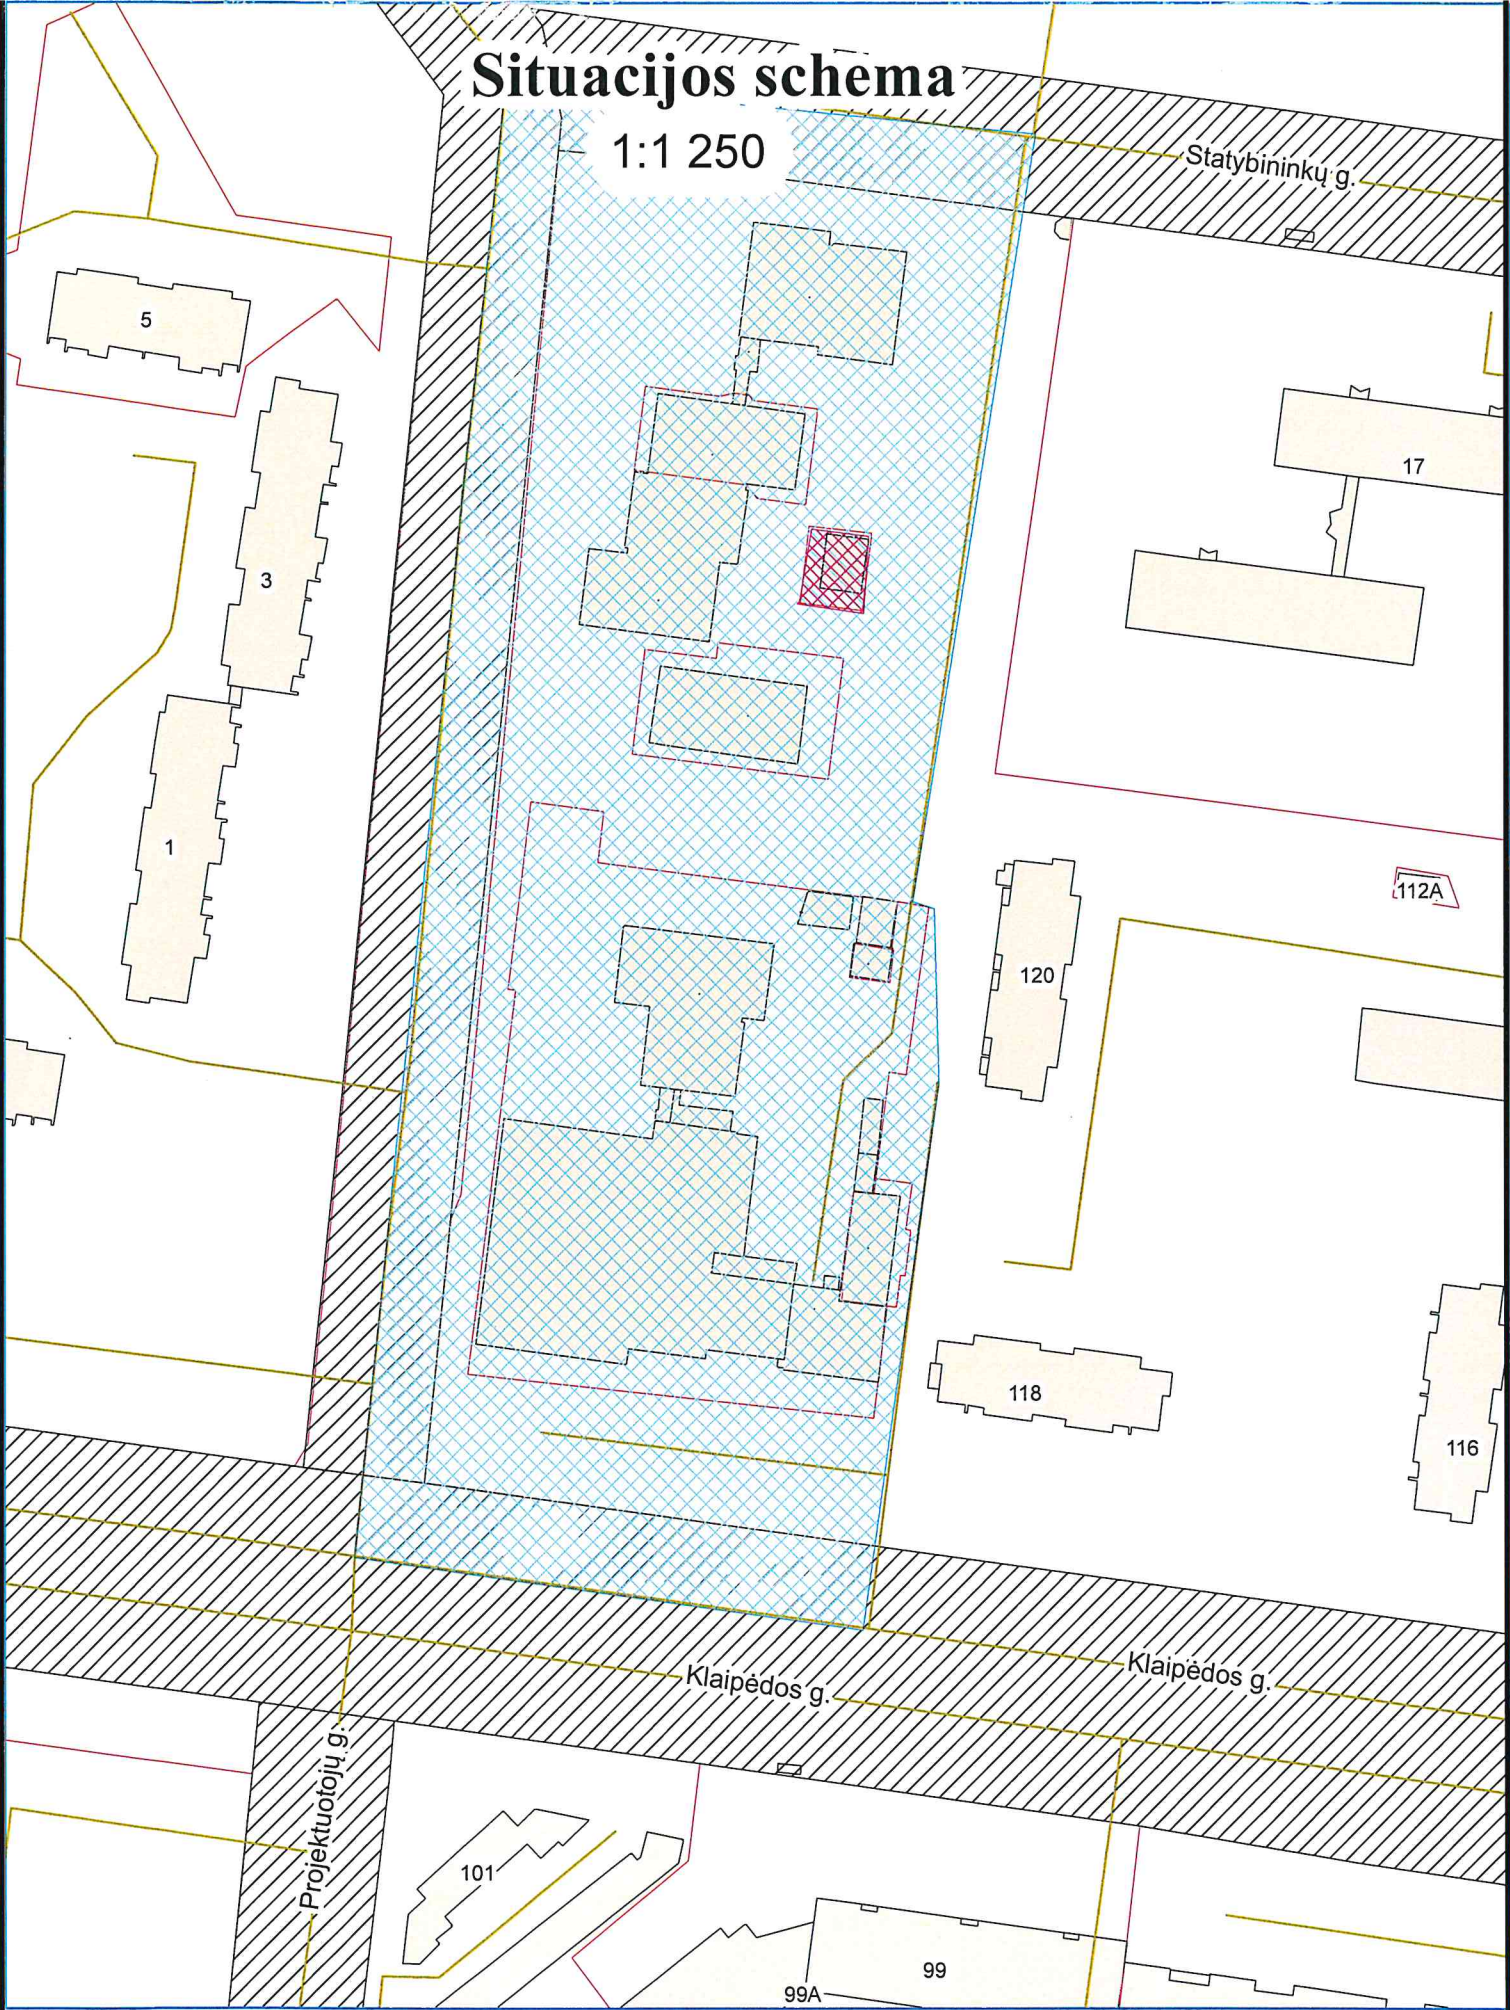 Situacijos schema
1:1 250
Statybininkų g.
5
17
3
1
112A
120
118
116
Klaipėdos g.
Klaipėdos g.
Projektuotojų g.
101
99
99A